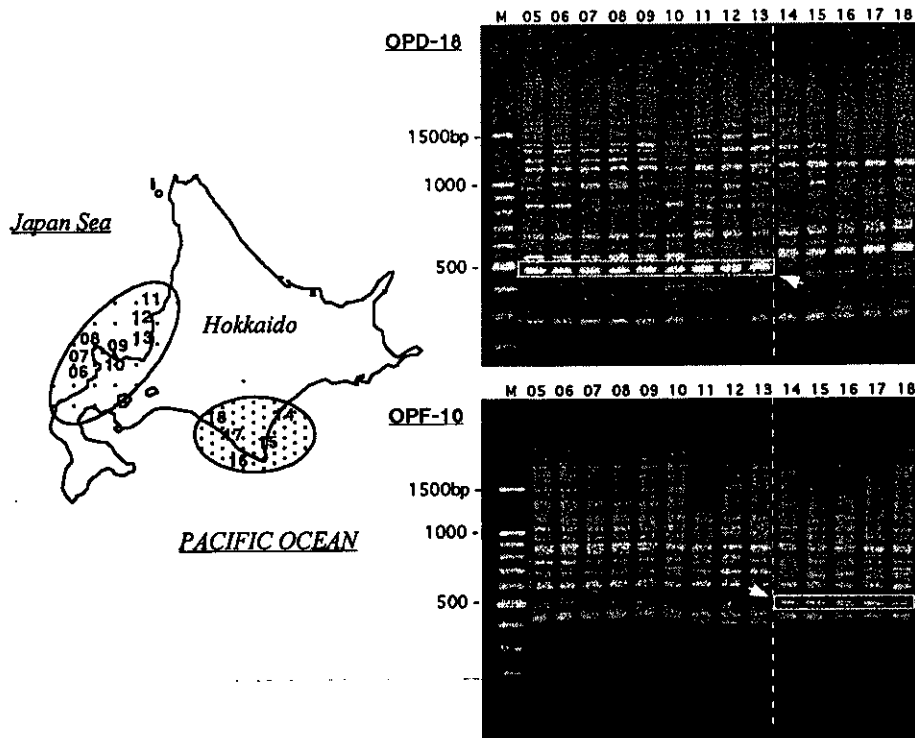 M 05 06 07 08 09 10 11 12 13 14 15 16 17 18
OPD-18
1500bp -
1000 -
500 -
Japan Sea
Hokkaido
11
12
13
08
09
07
10
06
18
14
17
15
16
PACIFIC OCEAN
M 05 06 07 08 09 10 11 12 13 14 15 16 17 18
OPF-10
1500bp -
1000 -
500 -